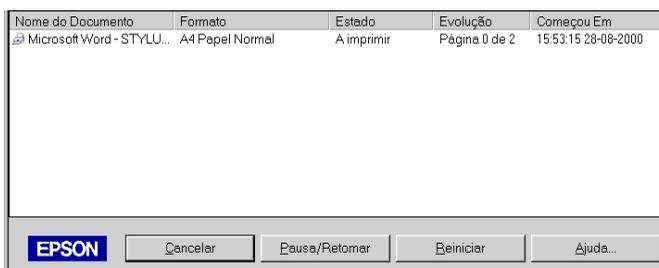 Nome do Documento Formato Estado Evolução Começou Em
Microsoft Word - STYLU... A4 Papel Normal A imprimir Página 0 de 2 15:53:15 28-08-2000
EPSON Cancelar Pausa/Retomar Reiniciar Ajuda...